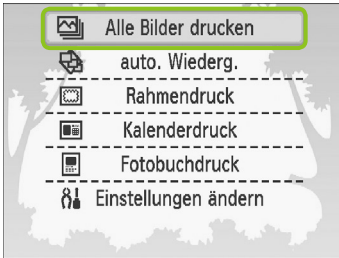 Alle Bilder drucken
auto. Wiederg.
Rahmendruck
Kalenderdruck
Fotobuchdruck
Einstellungen ändern